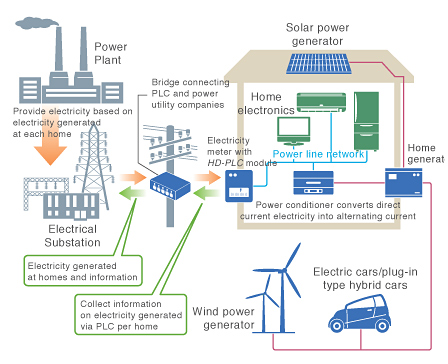 Power
Plant
Provide electricity based on
electricity generated
at each home
Electrical
Substation
Electricity generated
at homes and information
Bridge connecting
PLC and power
utility companies
Electricity
meter with
HD-PLC module
Collect information
on electricity generated
via PLC per home
Solar power
generator
Home
electronics
Power line network
Home
generat
Power conditioner converts direct
current electricity into alternating current
Wind power
generator
Electric cars/plug-in
type hybrid cars